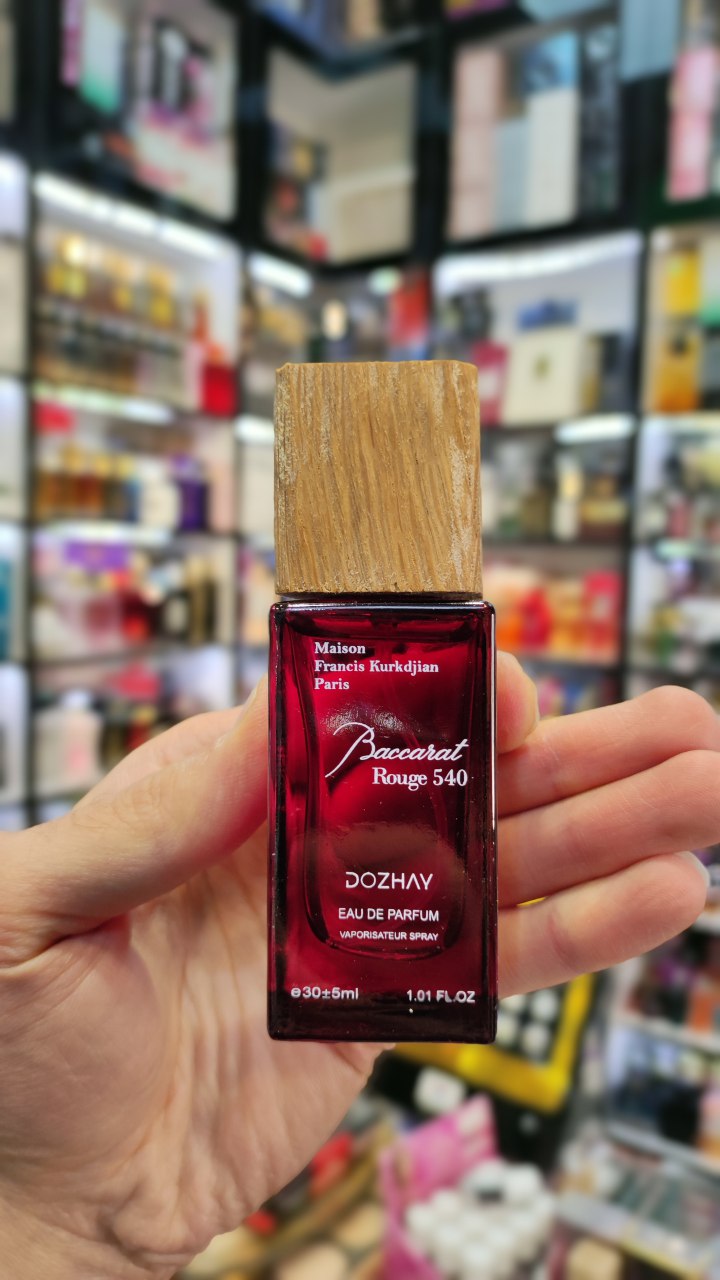 Maison
Francis Kurkdjian
Paris
Baccarat
Rouge 540
DOZHAY
EAU DE PARFUM
VAPORISATEUR SPRAY
℮30±5ml 1.01 FL.OZ